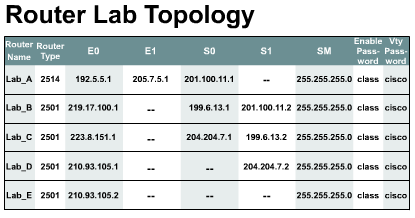 Router Lab Topology
Router Name Router Type E0 E1 S0 S1 SM Enable Pass-word Vty Pass-word
Lab_A 2514 192.5.5.1 205.7.5.1 201.100.11.1 -- 255.255.255.0 class cisco
Lab_B 2501 219.17.100.1 -- 199.6.13.1 201.100.11.2 255.255.255.0 class cisco
Lab_C 2501 223.8.151.1 -- 204.204.7.1 199.6.13.2 255.255.255.0 class cisco
Lab_D 2501 210.93.105.1 -- -- 204.204.7.2 255.255.255.0 class cisco
Lab_E 2501 210.93.105.2 -- -- -- 255.255.255.0 class cisco